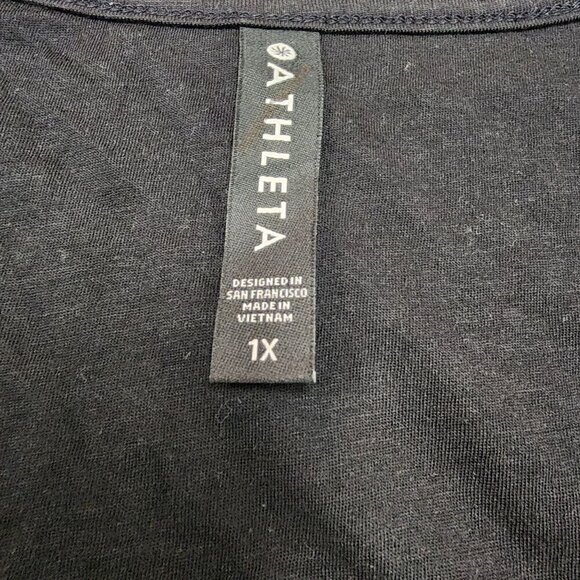 ATHLETA
DESIGNED IN
SAN FRANCISCO
MADE IN
VIETNAM
1X